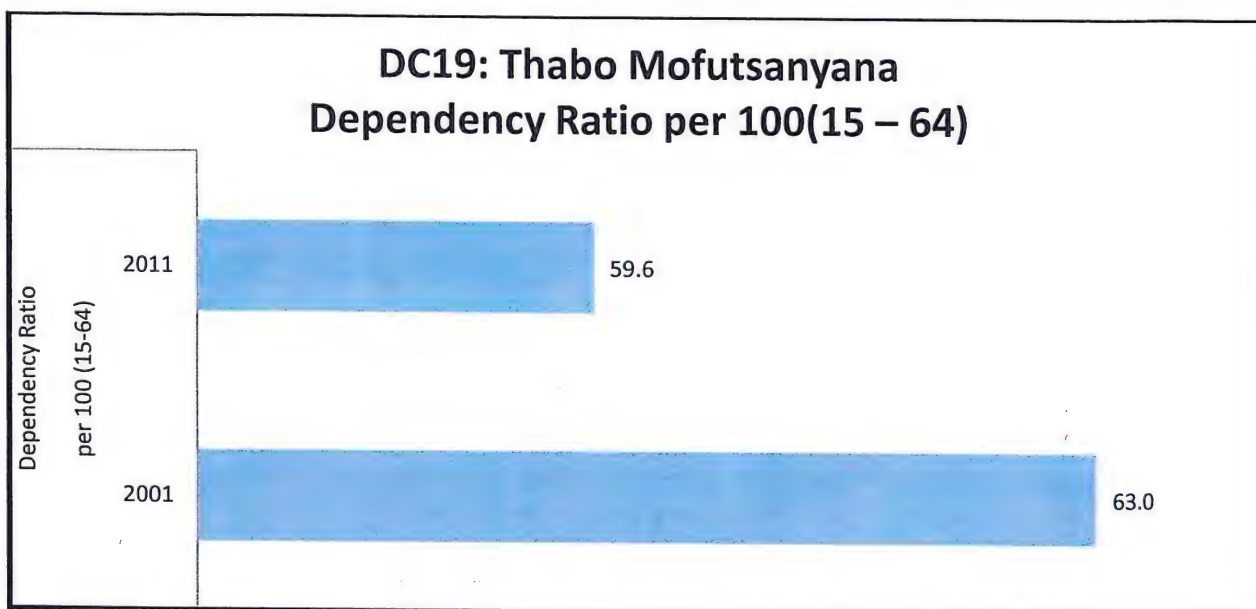 DC19: Thabo Mofutsanyana
Dependency Ratio per 100(15 – 64)
Dependency Ratio
per 100 (15-64)
2011
59.6
2001
63.0